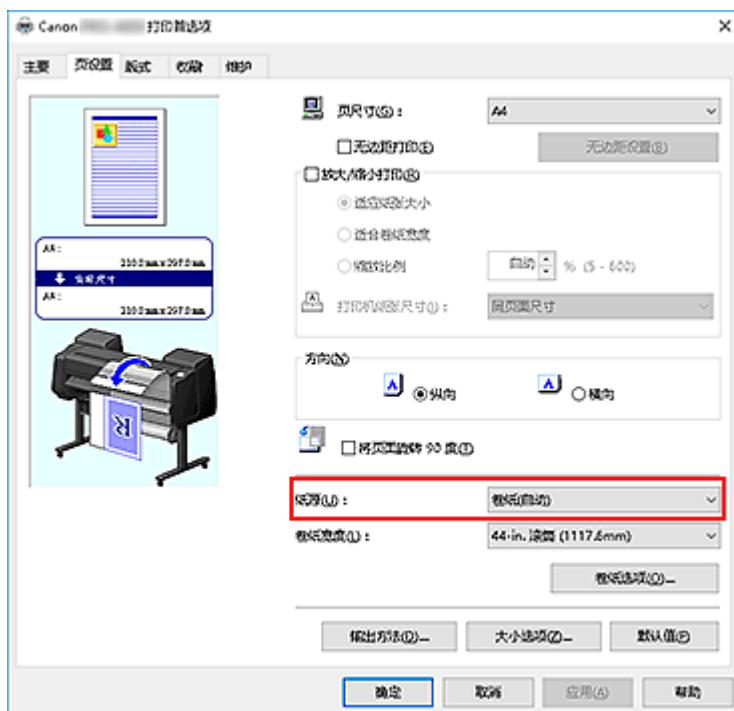 Canon 打印首选项
主要 页设置 版式 收藏 维护
页尺寸(S)： A4
无边距打印(E) 无边距设置(B)
放大/缩小打印(R)
适应纸张大小
适合卷纸宽度
缩放比例 自动 % (5 - 600)
打印机纸张尺寸(I)： 同页面尺寸
A4:
210.0mm x 297.0mm
实际尺寸
A4:
210.0mm x 297.0mm
方向(N)
A 纵向 A 横向
将页面旋转 90 度(T)
纸源(U)： 卷纸(自动)
卷纸宽度(L)： 44-in. 滚筒 (1117.6mm)
卷纸选项(O)...
输出方法(D)... 大小选项(Z)... 默认值(F)
确定 取消 应用(A) 帮助